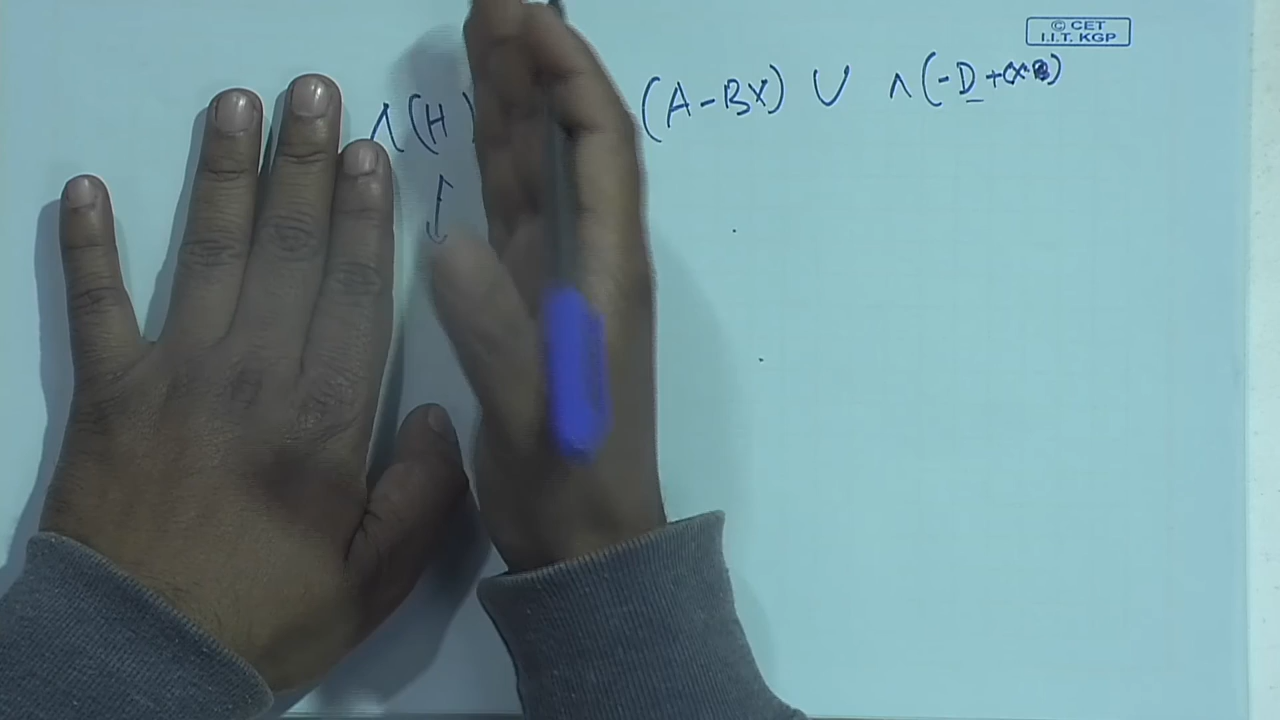 © CET
I.I.T. KGP
Λ(H) (A-BX) ∪ Λ(-D+